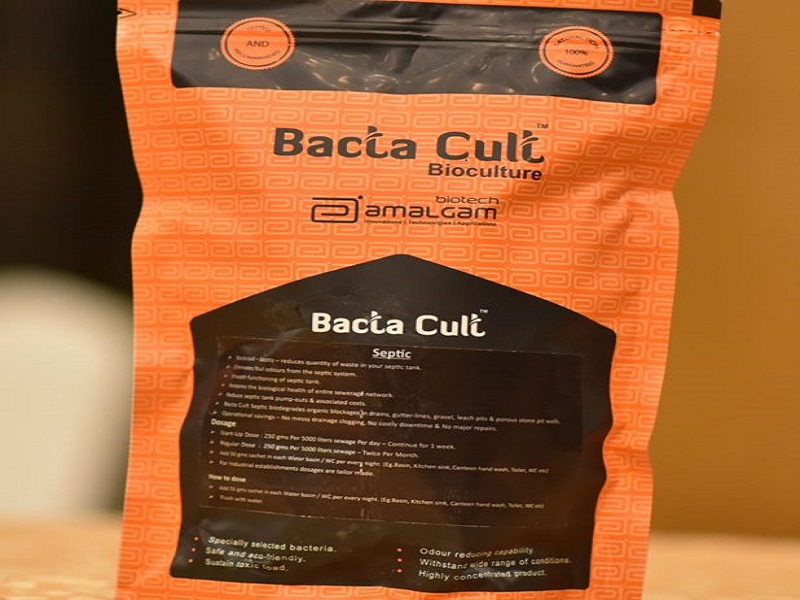 AND
RECOMMENDED
100%
GUARANTEED
Bacta Cult™
Bioculture
biotech
amalgam
Innovations | Technologies | Applications
Bacta Cult™
Septic
– reduces quantity of waste in your septic tank.
foul odours from the septic system.
functioning of septic tank.
the biological health of entire sewerage network.
Reduce septic tank pump-outs & associated costs.
Bacta Cult Septic biodegrades organic blockages in drains, gutter-lines, gravel, leach pits & porous stone pit walls.
Operational savings – No messy drainage clogging, No costly downtime & No major repairs.
Dosage
Start-Up Dose : 250 gms Per 5000 liters sewage Per day – Continue for 1 week.
Regular Dose : 250 gms Per 5000 liters sewage – Twice Per Month.
Add 50 gms sachet in each Water basin / WC per every night. (Eg.Basin, Kitchen sink, Canteen hand wash, Toilet, WC etc)
For Industrial establishments dosages are tailor made.
How to dose
Add 50 gms sachet in each Water basin / WC per every night. (Eg.Basin, Kitchen sink, Canteen hand wash, Toilet, WC etc)
Flush with water.
Specially selected bacteria.
Safe and eco-friendly.
Sustain toxic load.
Odour reducing capability.
Withstand wide range of conditions.
Highly concentrated product.